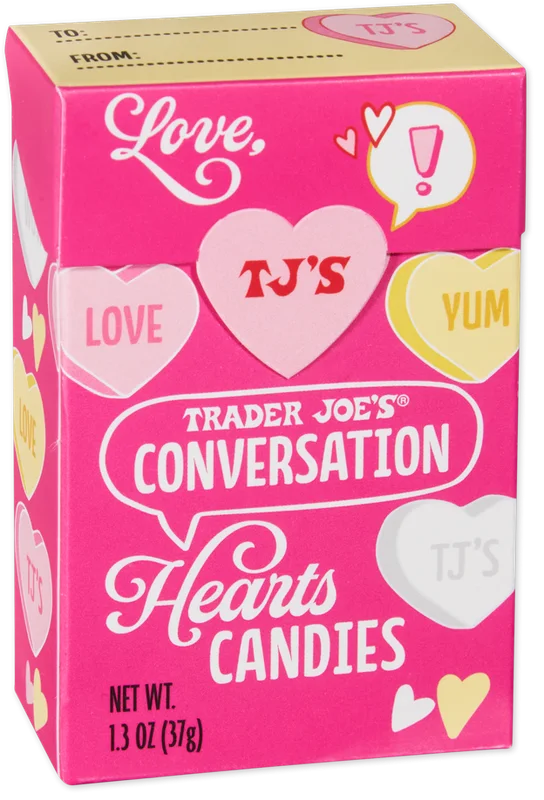 TO:
FROM:
TJ'S
Love,
!
TJ'S
LOVE
YUM
TRADER JOE'S®
CONVERSATION
Hearts
CANDIES
TJ'S
LOVE
TJ'S
NET WT.
1.3 OZ (37g)